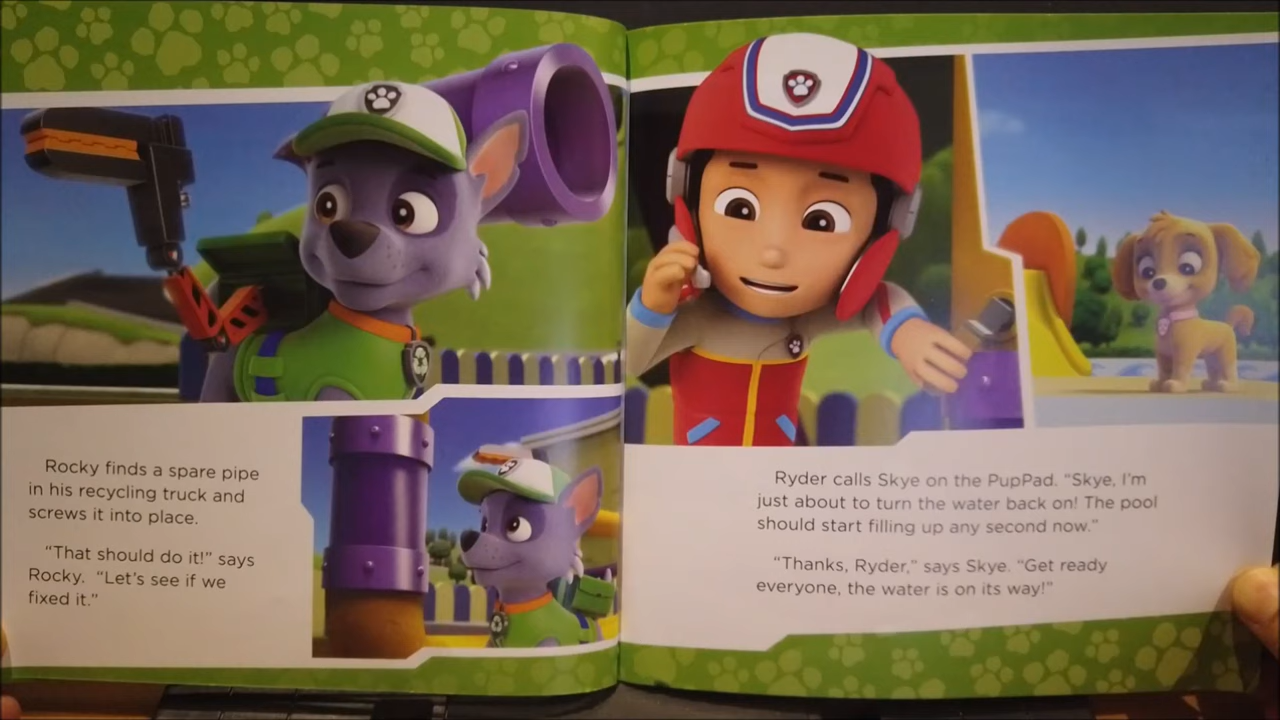 Rocky finds a spare pipe
in his recycling truck and
screws it into place.
“That should do it!” says
Rocky. “Let’s see if we
fixed it.”
Ryder calls Skye on the PupPad. “Skye, I’m
just about to turn the water back on! The pool
should start filling up any second now.”
“Thanks, Ryder,” says Skye. “Get ready
everyone, the water is on its way!”